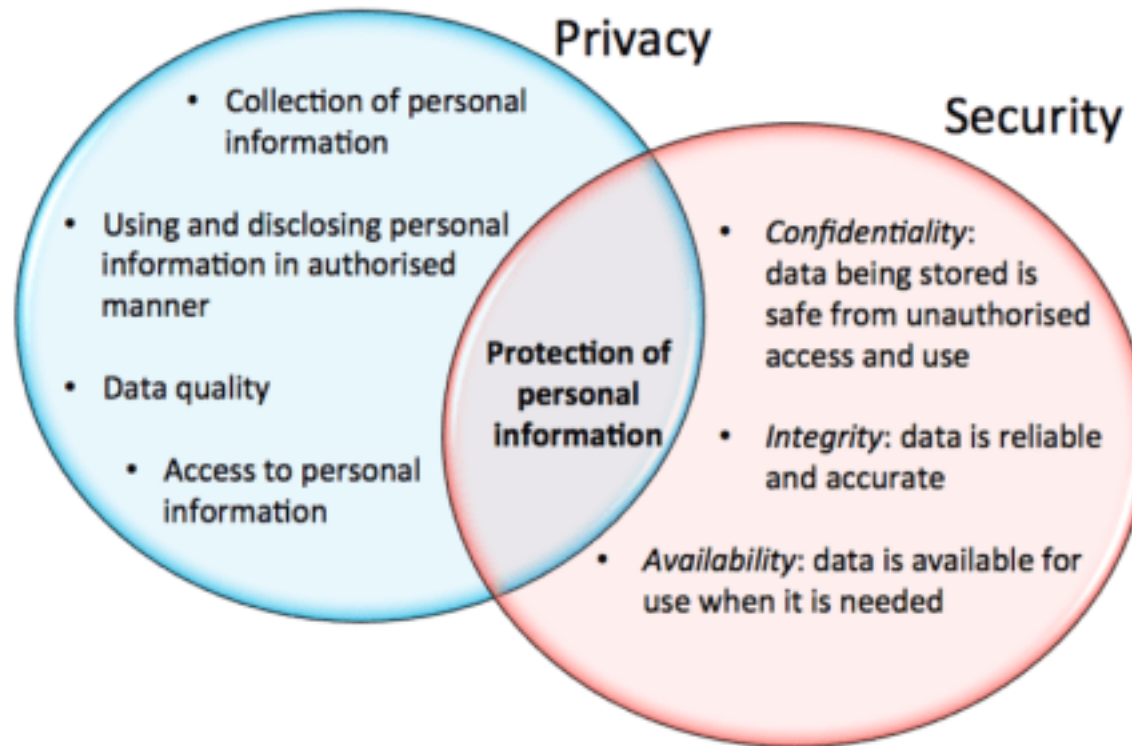 Privacy
• Collection of personal
information
• Using and disclosing personal
information in authorised
manner
• Data quality
• Access to personal
information
Protection of
personal
information
Security
• Confidentiality:
data being stored is
safe from unauthorised
access and use
• Integrity: data is reliable
and accurate
• Availability: data is available for
use when it is needed